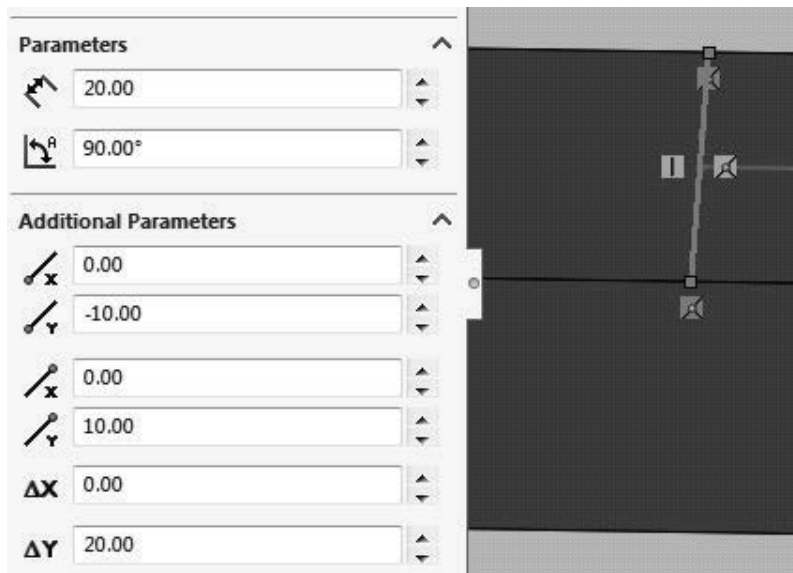 Parameters
20.00
A
90.00°
Additional Parameters
X
0.00
Y
-10.00
X
0.00
Y
10.00
ΔX
0.00
ΔY
20.00